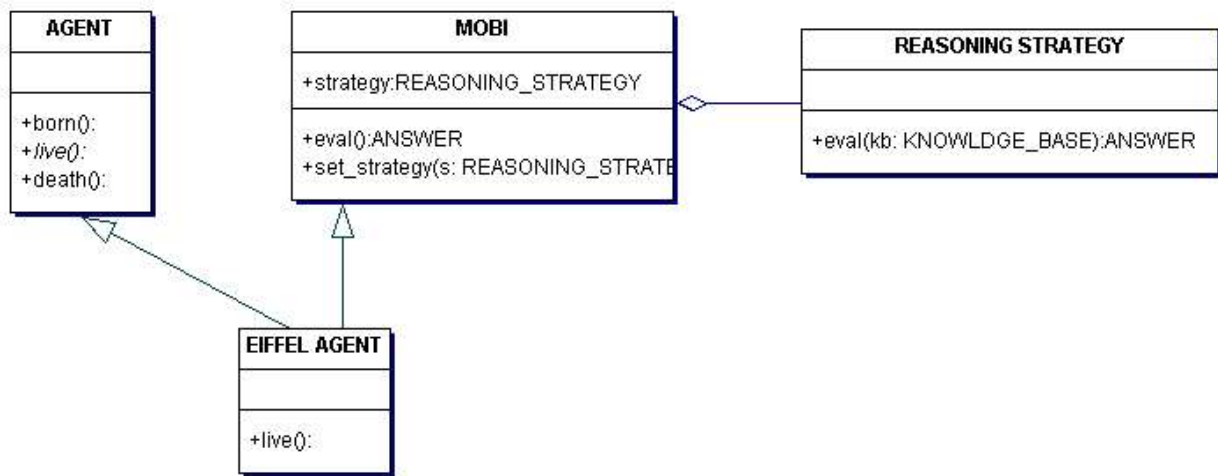 AGENT
+born():
+live():
+death():
MOBI
+strategy:REASONING_STRATEGY
+eval():ANSWER
+set_strategy(s: REASONING_STRATE
REASONING STRATEGY
+eval(kb: KNOWLDGE_BASE):ANSWER
EIFFEL AGENT
+live():